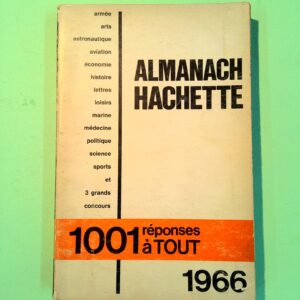 armée
arts
astronautique
aviation
économie
histoire
lettres
loisirs
marine
médecine
politique
science
sports
et
3 grands
concours
ALMANACH
HACHETTE
1001 réponses
à TOUT
1966